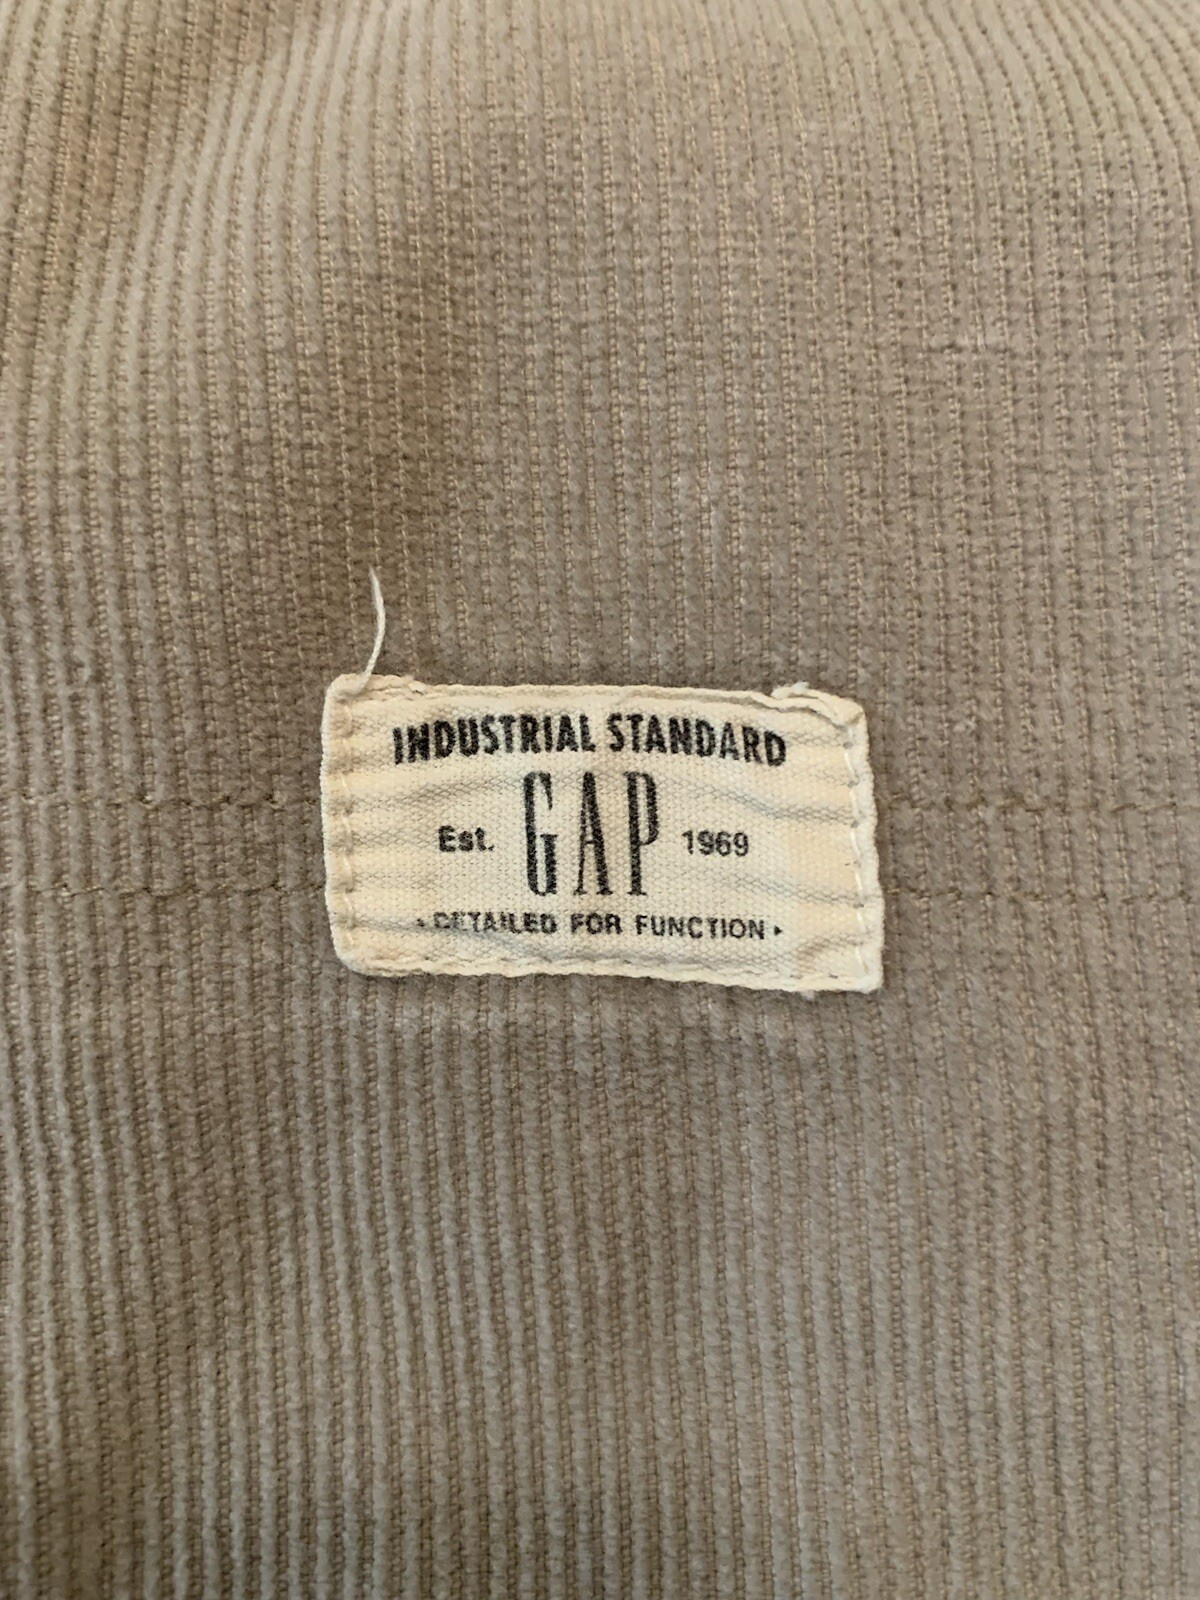 INDUSTRIAL STANDARD
Est. GAP 1969
• DETAILED FOR FUNCTION •